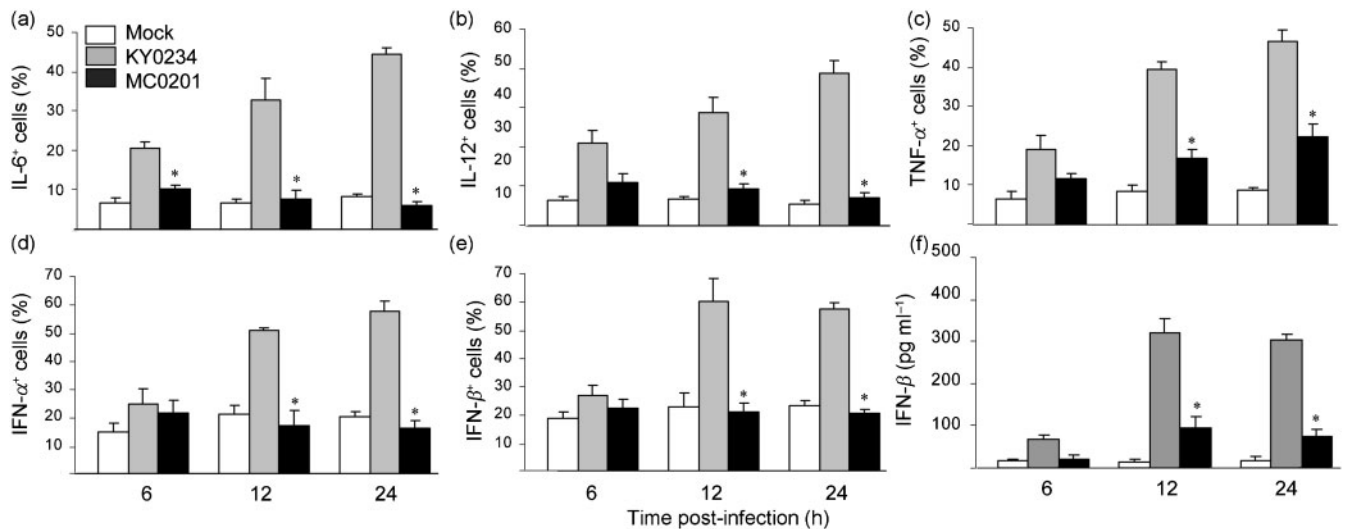 (a)
Mock
KY0234
MC0201
IL-6⁺ cells (%)
50
40
30
20
10
*
*
*
(b)
IL-12⁺ cells (%)
60
50
40
30
20
10
*
*
(c)
TNF-α⁺ cells (%)
50
40
30
20
10
*
*
(d)
IFN-α⁺ cells (%)
70
60
50
40
30
20
10
*
*
6 12 24
(e)
IFN-β⁺ cells (%)
70
60
50
40
30
20
10
*
*
6 12 24
Time post-infection (h)
(f)
IFN-β (pg ml⁻¹)
500
400
300
200
100
*
*
6 12 24